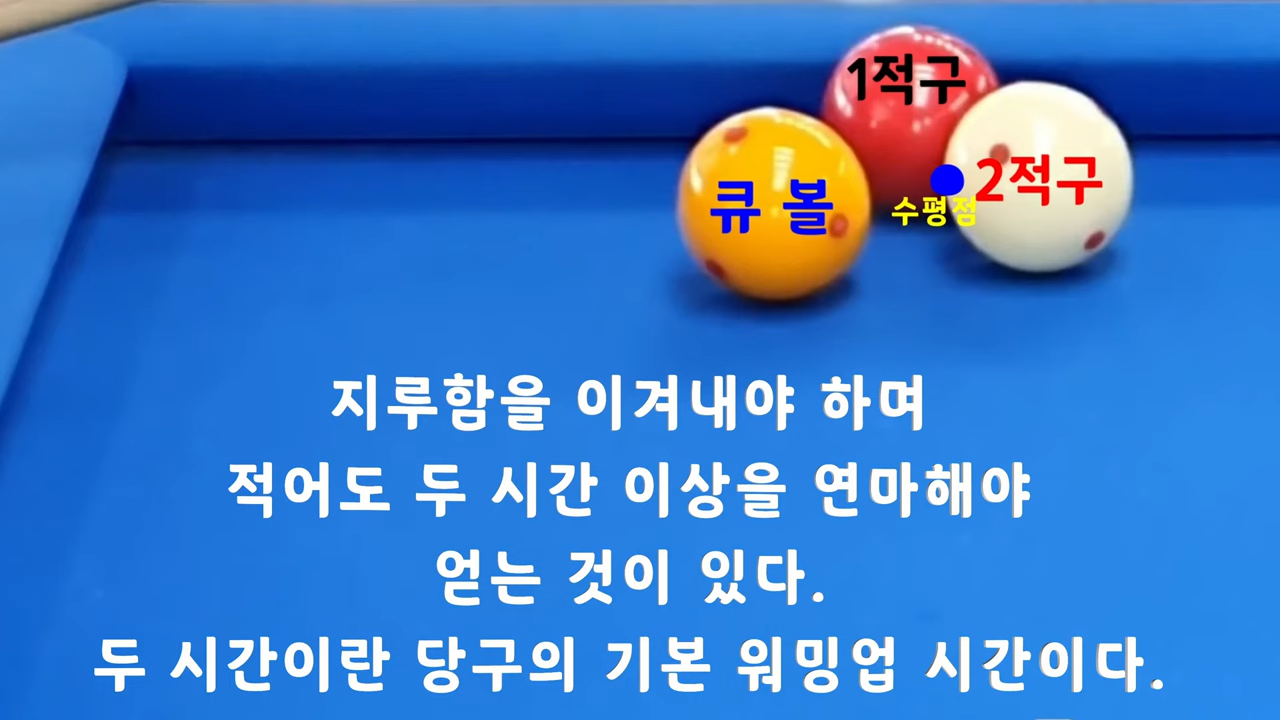 1적구
2적구
큐 볼
수평점
지루함을 이겨내야 하며
적어도 두 시간 이상을 연마해야
얻는 것이 있다.
두 시간이란 당구의 기본 워밍업 시간이다.